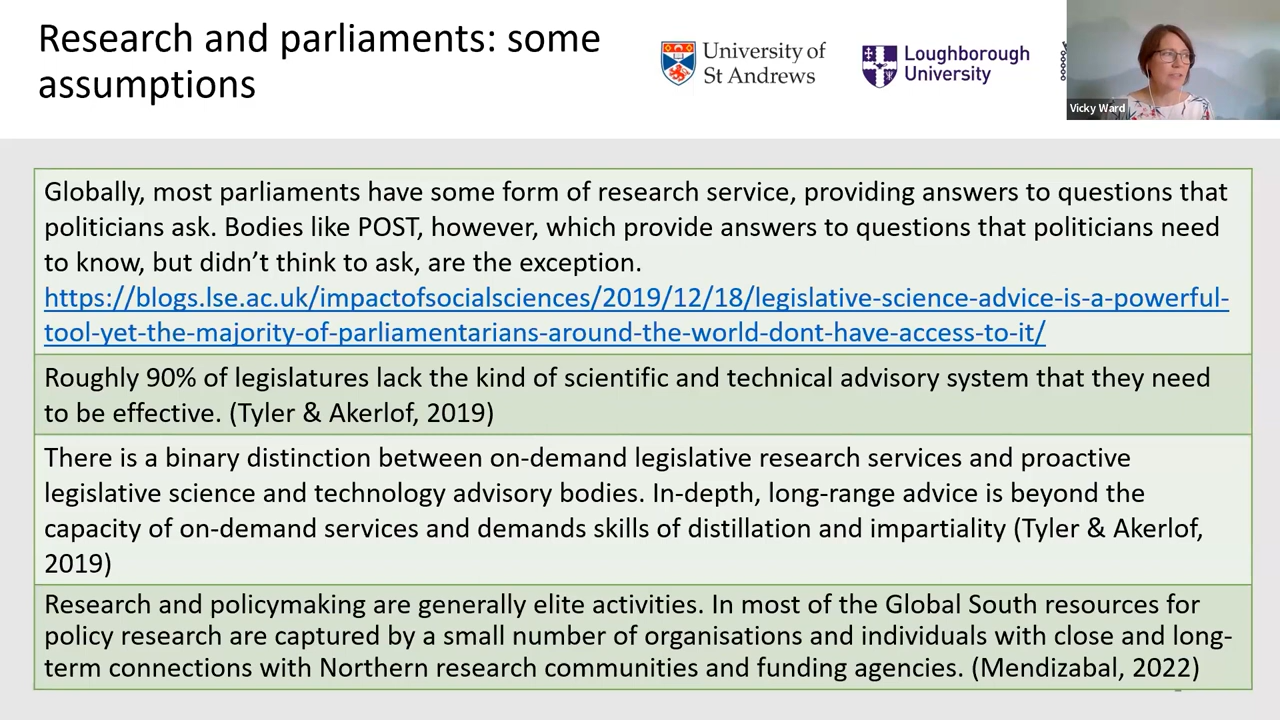 Research and parliaments: some
assumptions
University of
St Andrews
Loughborough
University
Vicky Ward
Globally, most parliaments have some form of research service, providing answers to questions that
politicians ask. Bodies like POST, however, which provide answers to questions that politicians need
to know, but didn’t think to ask, are the exception.
https://blogs.lse.ac.uk/impactofsocialsciences/2019/12/18/legislative-science-advice-is-a-powerful-
tool-yet-the-majority-of-parliamentarians-around-the-world-dont-have-access-to-it/
Roughly 90% of legislatures lack the kind of scientific and technical advisory system that they need
to be effective. (Tyler & Akerlof, 2019)
There is a binary distinction between on-demand legislative research services and proactive
legislative science and technology advisory bodies. In-depth, long-range advice is beyond the
capacity of on-demand services and demands skills of distillation and impartiality (Tyler & Akerlof,
2019)
Research and policymaking are generally elite activities. In most of the Global South resources for
policy research are captured by a small number of organisations and individuals with close and long-
term connections with Northern research communities and funding agencies. (Mendizabal, 2022)